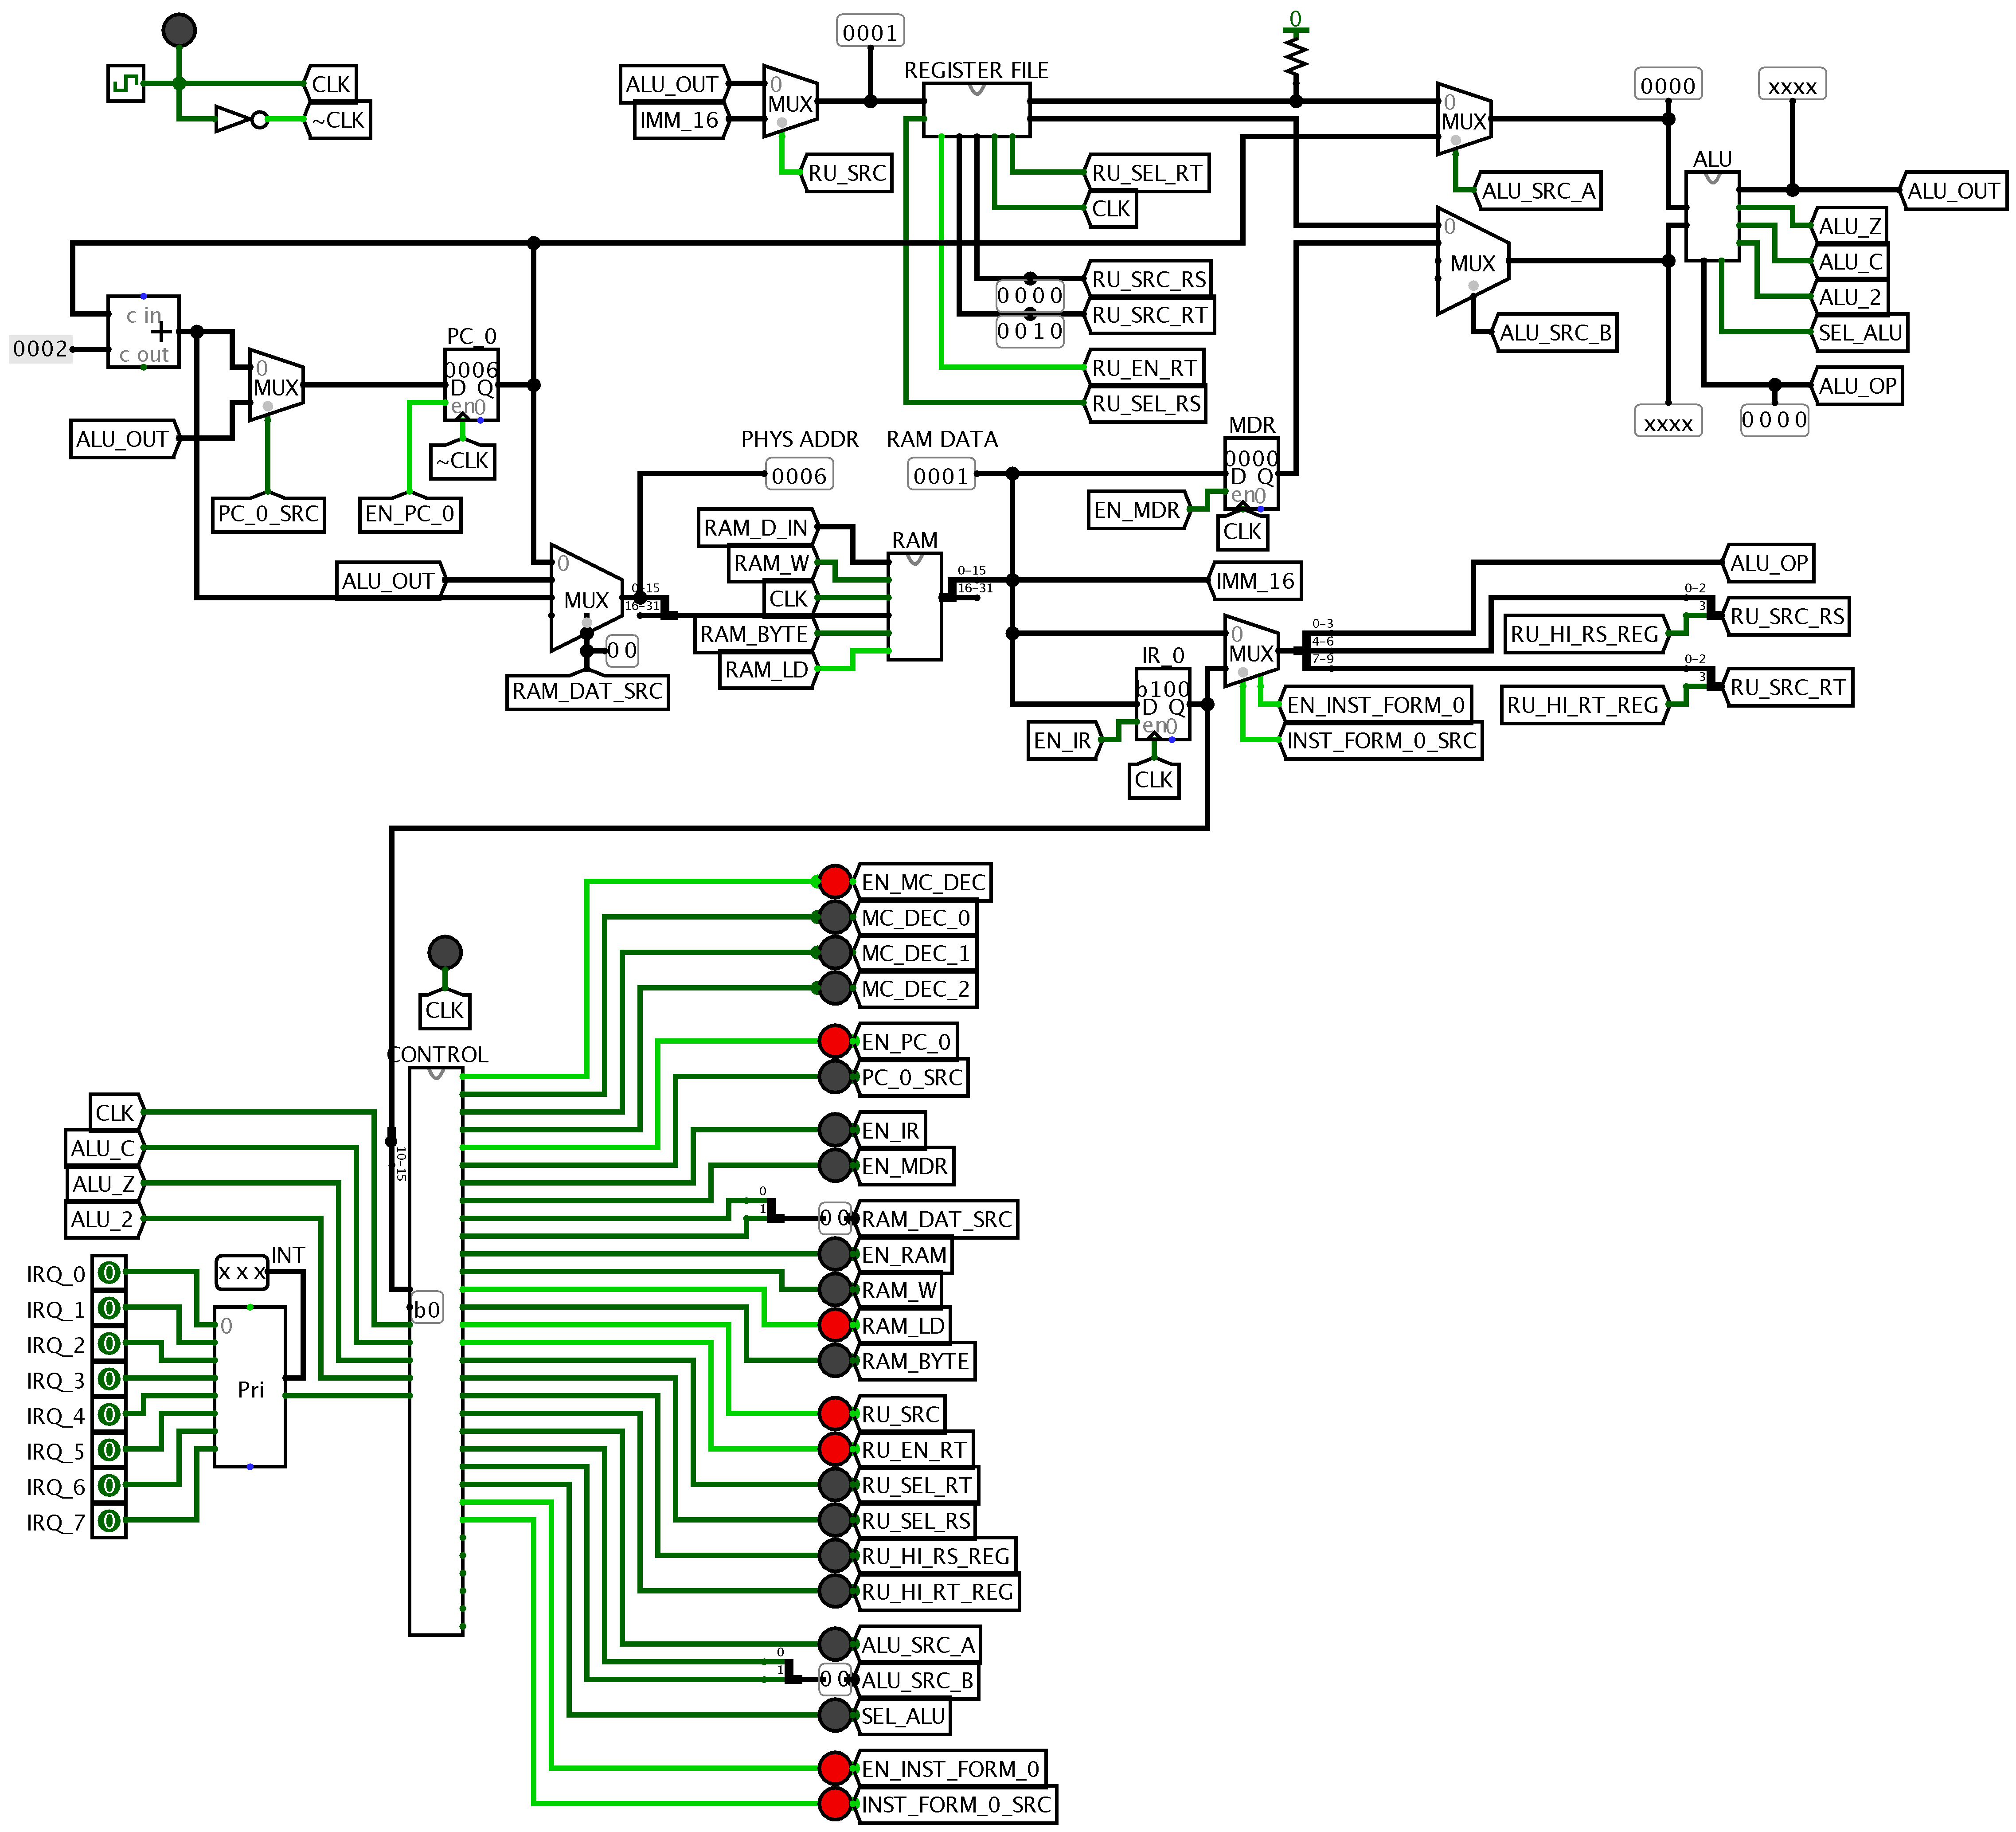 0
0001
0000
xxxx
CLK
~CLK
ALU_OUT
IMM_16
0
MUX
RU_SRC
REGISTER FILE
RU_SEL_RT
CLK
RU_SRC_RS
0000
RU_SRC_RT
0010
RU_EN_RT
RU_SEL_RS
0
MUX
ALU_SRC_A
0
MUX
ALU_SRC_B
ALU
ALU_OUT
ALU_Z
ALU_C
ALU_2
SEL_ALU
ALU_OP
xxxx
0000
c in
+
c out
0002
0
MUX
ALU_OUT
PC_0_SRC
PC_0
0006
D Q
en 0
~CLK
EN_PC_0
PHYS ADDR
0006
RAM DATA
0001
MDR
0000
D Q
en 0
EN_MDR
CLK
ALU_OUT
0
MUX
0-15
16-31
00
RAM_DAT_SRC
RAM_D_IN
RAM_W
CLK
RAM_BYTE
RAM_LD
RAM
0-15
16-31
IMM_16
IR_0
b100
D Q
en 0
EN_IR
CLK
0
MUX
0-3
4-6
7-9
EN_INST_FORM_0
INST_FORM_0_SRC
ALU_OP
0-2
3
RU_SRC_RS
RU_HI_RS_REG
0-2
3
RU_SRC_RT
RU_HI_RT_REG
CLK
CONTROL
10-15
b0
CLK
ALU_C
ALU_Z
ALU_2
INT
xxx
IRQ_0 0
IRQ_1 0
IRQ_2 0
IRQ_3 0
IRQ_4 0
IRQ_5 0
IRQ_6 0
IRQ_7 0
0
Pri
EN_MC_DEC
MC_DEC_0
MC_DEC_1
MC_DEC_2
EN_PC_0
PC_0_SRC
EN_IR
EN_MDR
0
1
00
RAM_DAT_SRC
EN_RAM
RAM_W
RAM_LD
RAM_BYTE
RU_SRC
RU_EN_RT
RU_SEL_RT
RU_SEL_RS
RU_HI_RS_REG
RU_HI_RT_REG
ALU_SRC_A
0
1
00
ALU_SRC_B
SEL_ALU
EN_INST_FORM_0
INST_FORM_0_SRC